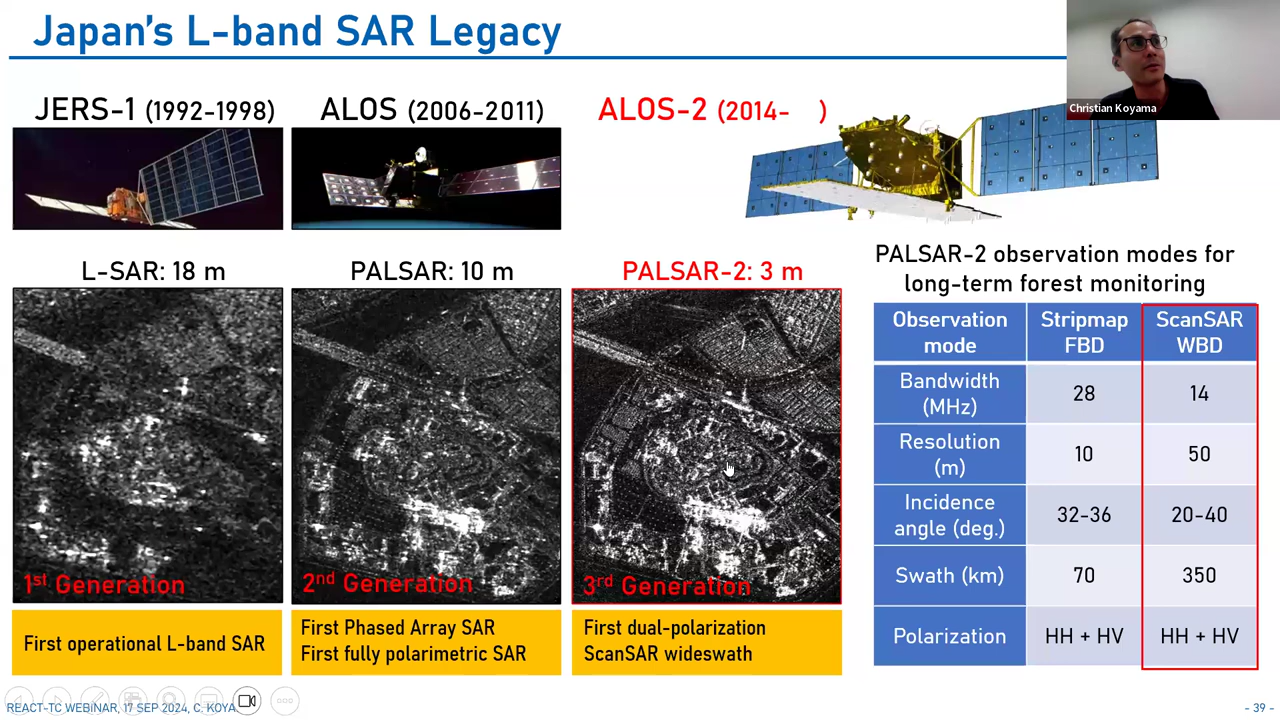 Japan's L-band SAR Legacy
Christian Koyama
JERS-1 (1992-1998)
ALOS (2006-2011)
ALOS-2 (2014- )
L-SAR: 18 m
PALSAR: 10 m
PALSAR-2: 3 m
1st Generation
2nd Generation
3rd Generation
First operational L-band SAR
First Phased Array SAR
First fully polarimetric SAR
First dual-polarization
ScanSAR wideswath
PALSAR-2 observation modes for
long-term forest monitoring
Observation mode Stripmap FBD ScanSAR WBD
Bandwidth (MHz) 28 14
Resolution (m) 10 50
Incidence angle (deg.) 32-36 20-40
Swath (km) 70 350
Polarization HH + HV HH + HV
REACT-TC WEBINAR, 17 SEP 2024, C. KOYA
- 39 -